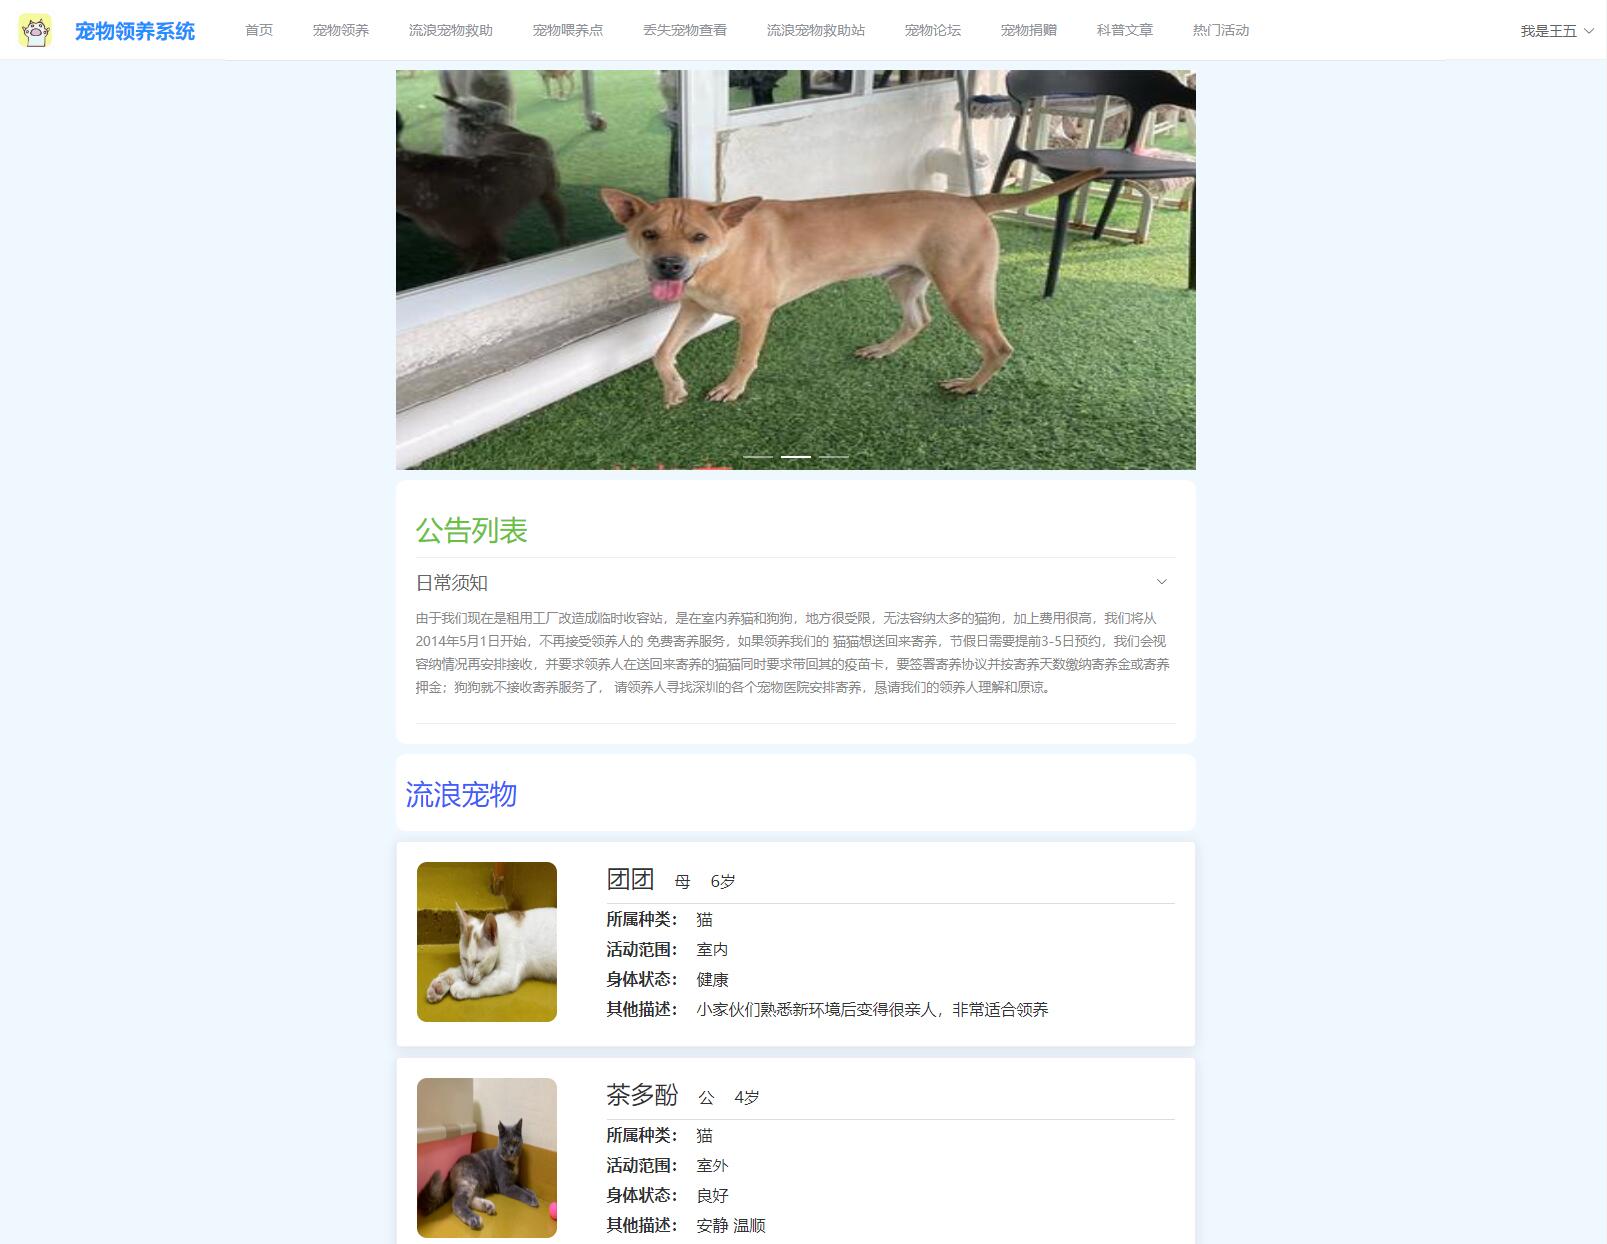 宠物领养系统
首页 宠物领养 流浪宠物救助 宠物喂养点 丢失宠物查看 流浪宠物救助站 宠物论坛 宠物捐赠 科普文章 热门活动
我是王五
公告列表
日常须知
由于我们现在是租用工厂改造成临时收容站，是在室内养猫和狗狗，地方很受限，无法容纳太多的猫狗，加上费用很高，我们将从
2014年5月1日开始，不再接受领养人的 免费寄养服务，如果领养我们的 猫猫想送回来寄养，节假日需要提前3-5日预约，我们会视
容纳情况再安排接收，并要求领养人在送回来寄养的猫猫同时要求带回其的疫苗卡，要签署寄养协议并按寄养天数缴纳寄养金或寄养
押金；狗狗就不接收寄养服务了， 请领养人寻找深圳的各个宠物医院安排寄养，恳请我们的领养人理解和原谅。
流浪宠物
团团 母 6岁
所属种类： 猫
活动范围： 室内
身体状态： 健康
其他描述： 小家伙们熟悉新环境后变得很亲人，非常适合领养
茶多酚 公 4岁
所属种类： 猫
活动范围： 室外
身体状态： 良好
其他描述： 安静 温顺